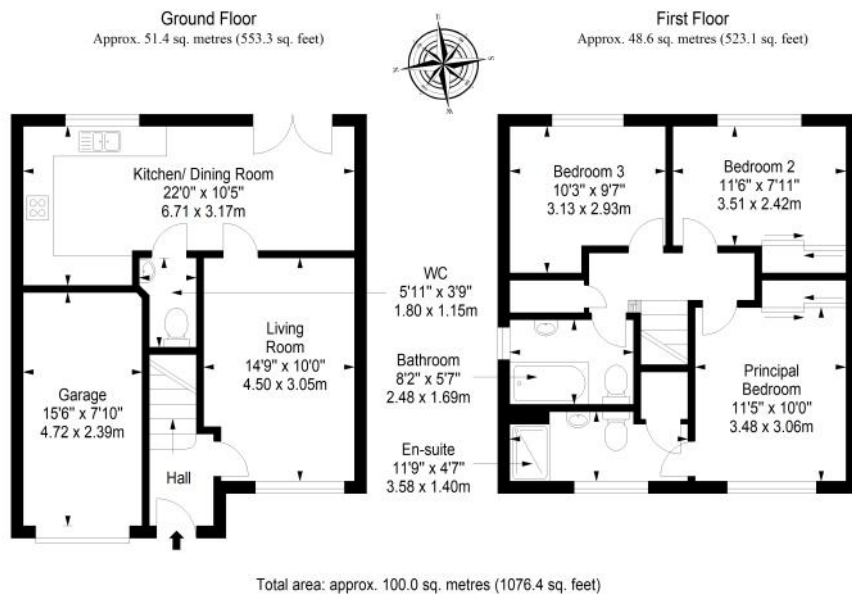 Ground Floor
Approx. 51.4 sq. metres (553.3 sq. feet)
First Floor
Approx. 48.6 sq. metres (523.1 sq. feet)
Kitchen/ Dining Room
22'0" x 10'5"
6.71 x 3.17m
WC
5'11" x 3'9"
1.80 x 1.15m
Living
Room
14'9" x 10'0"
4.50 x 3.05m
Garage
15'6" x 7'10"
4.72 x 2.39m
Hall
Bathroom
8'2" x 5'7"
2.48 x 1.69m
En-suite
11'9" x 4'7"
3.58 x 1.40m
Bedroom 3
10'3" x 9'7"
3.13 x 2.93m
Bedroom 2
11'6" x 7'11"
3.51 x 2.42m
Principal
Bedroom
11'5" x 10'0"
3.48 x 3.06m
Total area: approx. 100.0 sq. metres (1076.4 sq. feet)